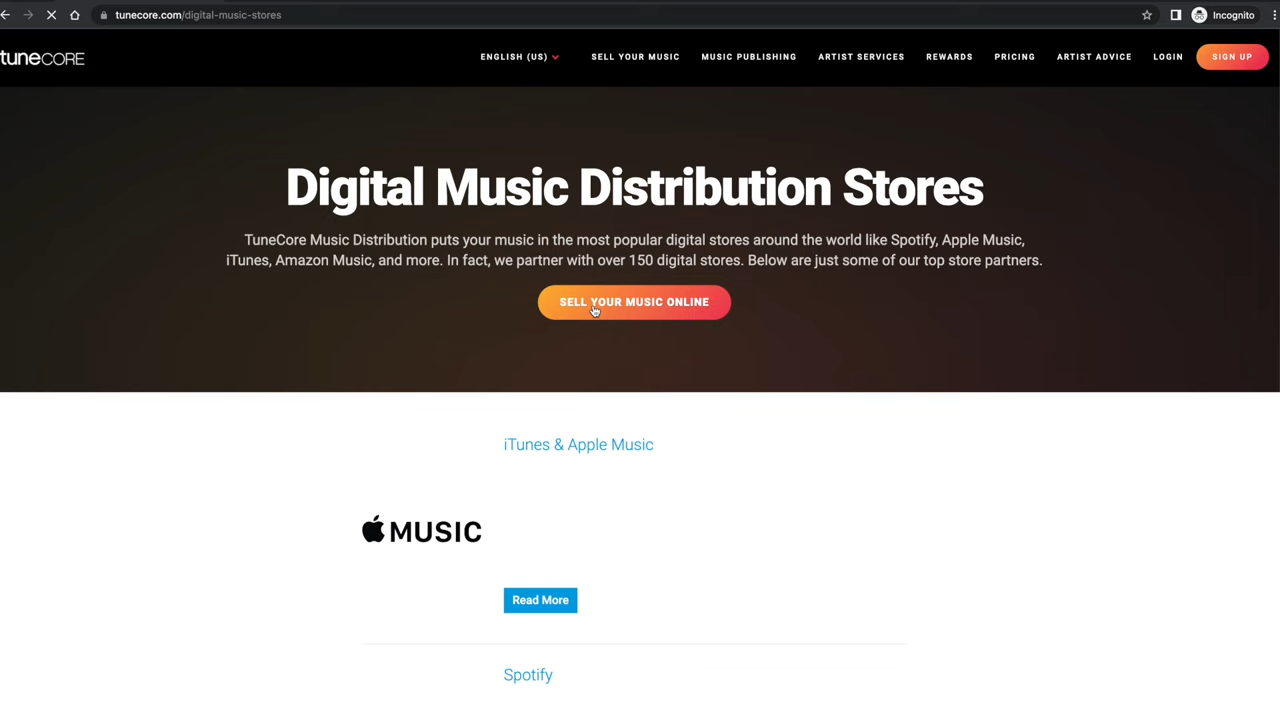 tunecore.com/digital-music-stores
Incognito
tuneCORE
ENGLISH (US)
SELL YOUR MUSIC
MUSIC PUBLISHING
ARTIST SERVICES
REWARDS
PRICING
ARTIST ADVICE
LOGIN
SIGN UP
Digital Music Distribution Stores
TuneCore Music Distribution puts your music in the most popular digital stores around the world like Spotify, Apple Music,
iTunes, Amazon Music, and more. In fact, we partner with over 150 digital stores. Below are just some of our top store partners.
SELL YOUR MUSIC ONLINE
iTunes & Apple Music
MUSIC
Read More
Spotify